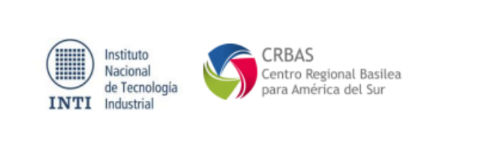 Instituto
Nacional
de Tecnología
Industrial
INTI
CRBAS
Centro Regional Basilea
para América del Sur